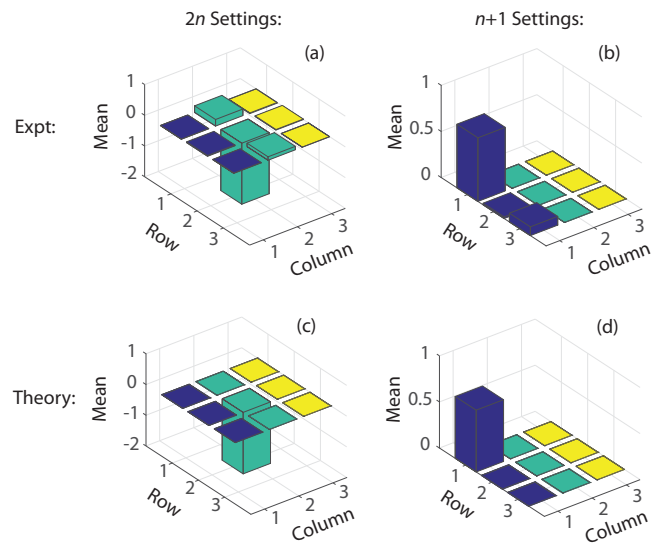 2n Settings:
n+1 Settings:
(a)
(b)
Expt:
Mean
1
0
-1
-2
1
2
3
Row
1
2
3
Column
Mean
1
0.5
0
1
2
3
Row
1
2
3
Column
(c)
(d)
Theory:
Mean
1
0
-1
-2
1
2
3
Row
1
2
3
Column
Mean
1
0.5
0
1
2
3
Row
1
2
3
Column